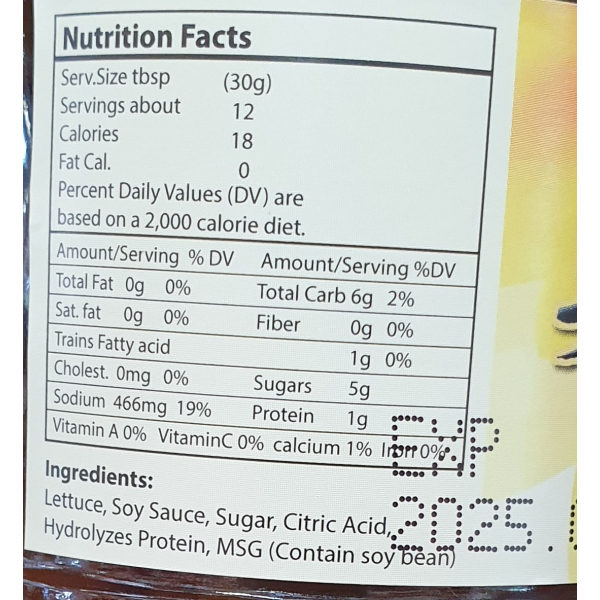 Nutrition Facts
Serv.Size tbsp (30g)
Servings about 12
Calories 18
Fat Cal. 0
Percent Daily Values (DV) are
based on a 2,000 calorie diet.
Amount/Serving % DV Amount/Serving %DV
Total Fat 0g 0% Total Carb 6g 2%
Sat. fat 0g 0% Fiber 0g 0%
Trains Fatty acid 1g 0%
Cholest. 0mg 0% Sugars 5g
Sodium 466mg 19% Protein 1g
Vitamin A 0% VitaminC 0% calcium 1% Iron 0%
EXP
Ingredients:
Lettuce, Soy Sauce, Sugar, Citric Acid,
2025.
Hydrolyzes Protein, MSG (Contain soy bean)